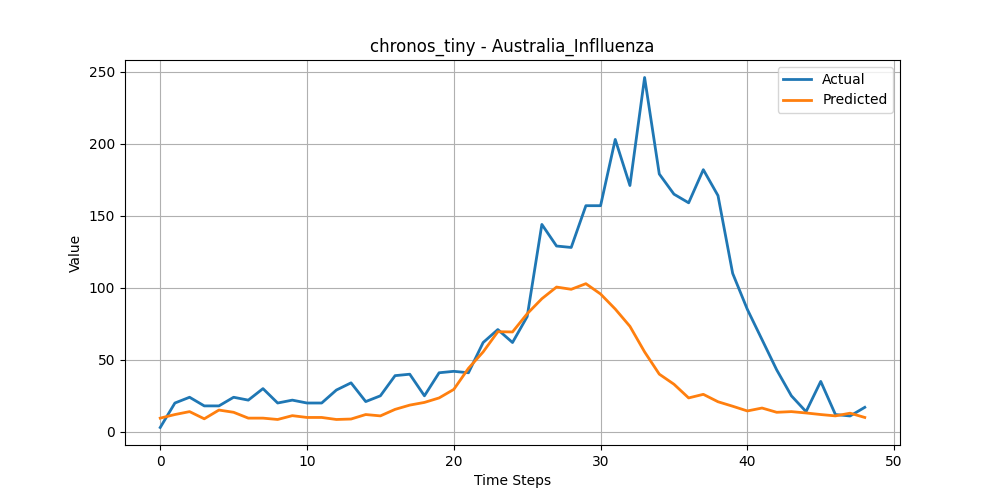 chronos_tiny - Australia_Inflluenza
Actual
Predicted
250
200
150
100
50
0
Value
0 10 20 30 40 50
Time Steps